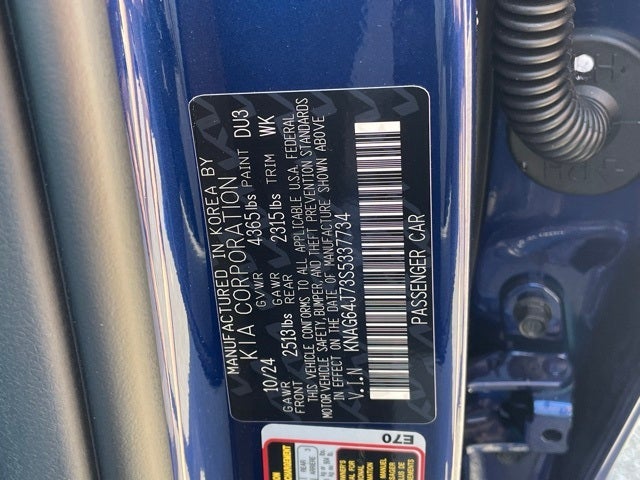 MANUFACTURED IN KOREA BY
KIA CORPORATION
10/24 GVWR 4365lbs PAINT DU3
GAWR FRONT 2513lbs GAWR REAR 2315lbs TRIM WK
THIS VEHICLE CONFORMS TO ALL APPLICABLE U.S.A. FEDERAL
MOTOR VEHICLE SAFETY, BUMPER, AND THEFT PREVENTION STANDARDS
IN EFFECT ON THE DATE OF MANUFACTURE SHOWN ABOVE
V.I.N KNAG64J73S5337734
PASSENGER CAR
E70
REAR
ARRIERE
H